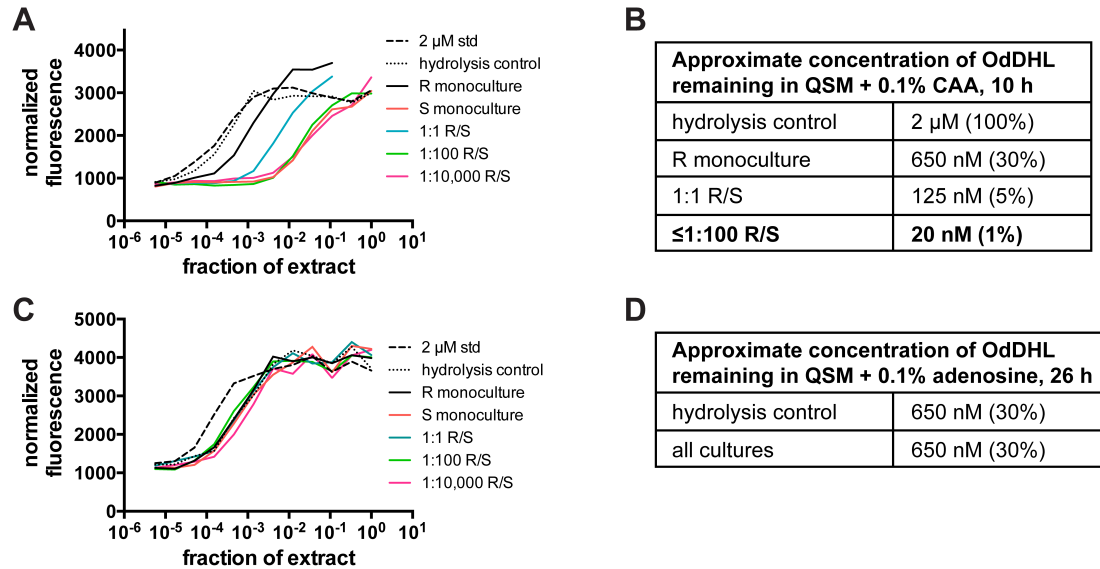 A
normalized
fluorescence
4000
3000
2000
1000
0
10-6
10-5
10-4
10-3
10-2
10-1
100
101
fraction of extract
2 µM std
hydrolysis control
R monoculture
S monoculture
1:1 R/S
1:100 R/S
1:10,000 R/S
B
Approximate concentration of OdDHL
remaining in QSM + 0.1% CAA, 10 h
hydrolysis control 2 µM (100%)
R monoculture 650 nM (30%)
1:1 R/S 125 nM (5%)
≤1:100 R/S 20 nM (1%)
C
normalized
fluorescence
5000
4000
3000
2000
1000
0
10-6
10-5
10-4
10-3
10-2
10-1
100
101
fraction of extract
2 µM std
hydrolysis control
R monoculture
S monoculture
1:1 R/S
1:100 R/S
1:10,000 R/S
D
Approximate concentration of OdDHL
remaining in QSM + 0.1% adenosine, 26 h
hydrolysis control 650 nM (30%)
all cultures 650 nM (30%)